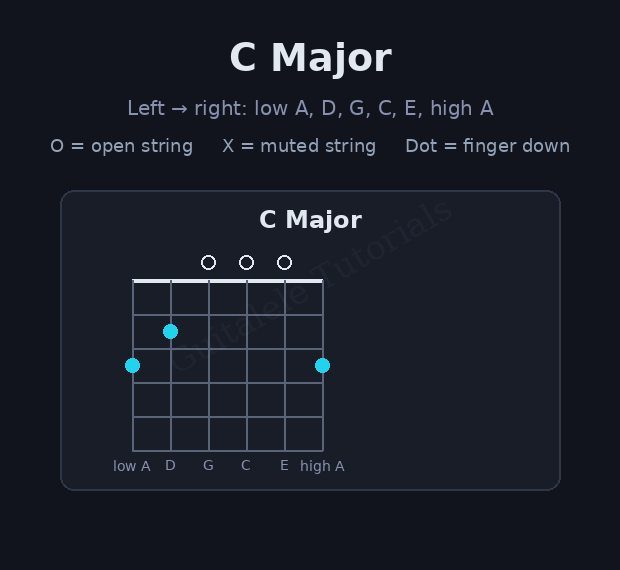 C Major
Left → right: low A, D, G, C, E, high A
O = open string X = muted string Dot = finger down
C Major
Guitalele Tutorials
low A D G C E high A